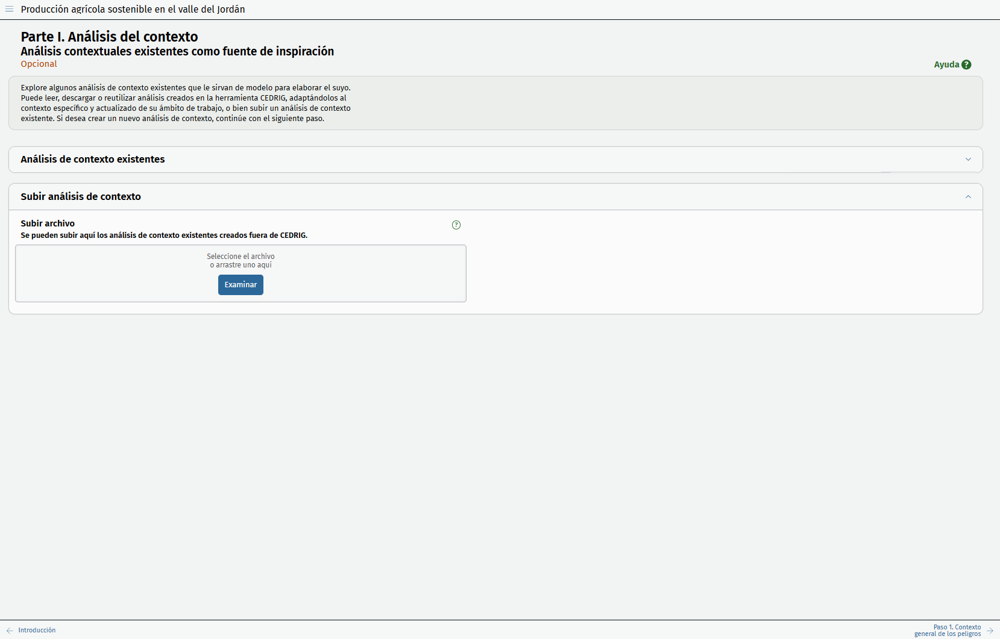 Producción agrícola sostenible en el valle del Jordán
Parte I. Análisis del contexto
Análisis contextuales existentes como fuente de inspiración
Opcional
Ayuda ?
Explore algunos análisis de contexto existentes que le sirvan de modelo para elaborar el suyo.
Puede leer, descargar o reutilizar análisis creados en la herramienta CEDRIG, adaptándolos al
contexto específico y actualizado de su ámbito de trabajo, o bien subir un análisis de contexto
existente. Si desea crear un nuevo análisis de contexto, continúe con el siguiente paso.
Análisis de contexto existentes
Subir análisis de contexto
Subir archivo
?
Se pueden subir aquí los análisis de contexto existentes creados fuera de CEDRIG.
Seleccione el archivo
o arrastre uno aquí
Examinar
Introducción
Paso 1. Contexto
general de los peligros